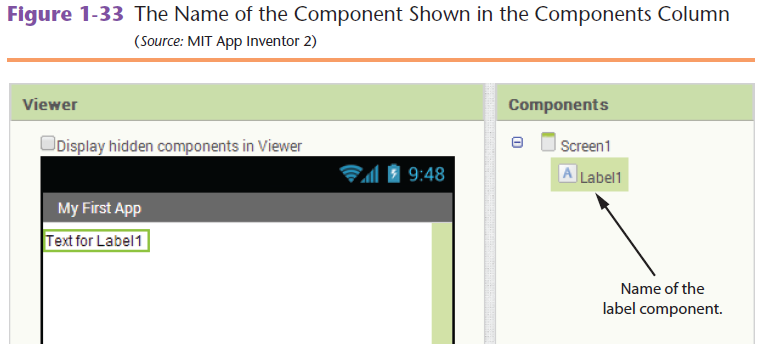 Figure 1-33 The Name of the Component Shown in the Components Column
(Source: MIT App Inventor 2)
Viewer
Components
Display hidden components in Viewer
Screen1
9:48
A Label1
My First App
Text for Label1
Name of the
label component.